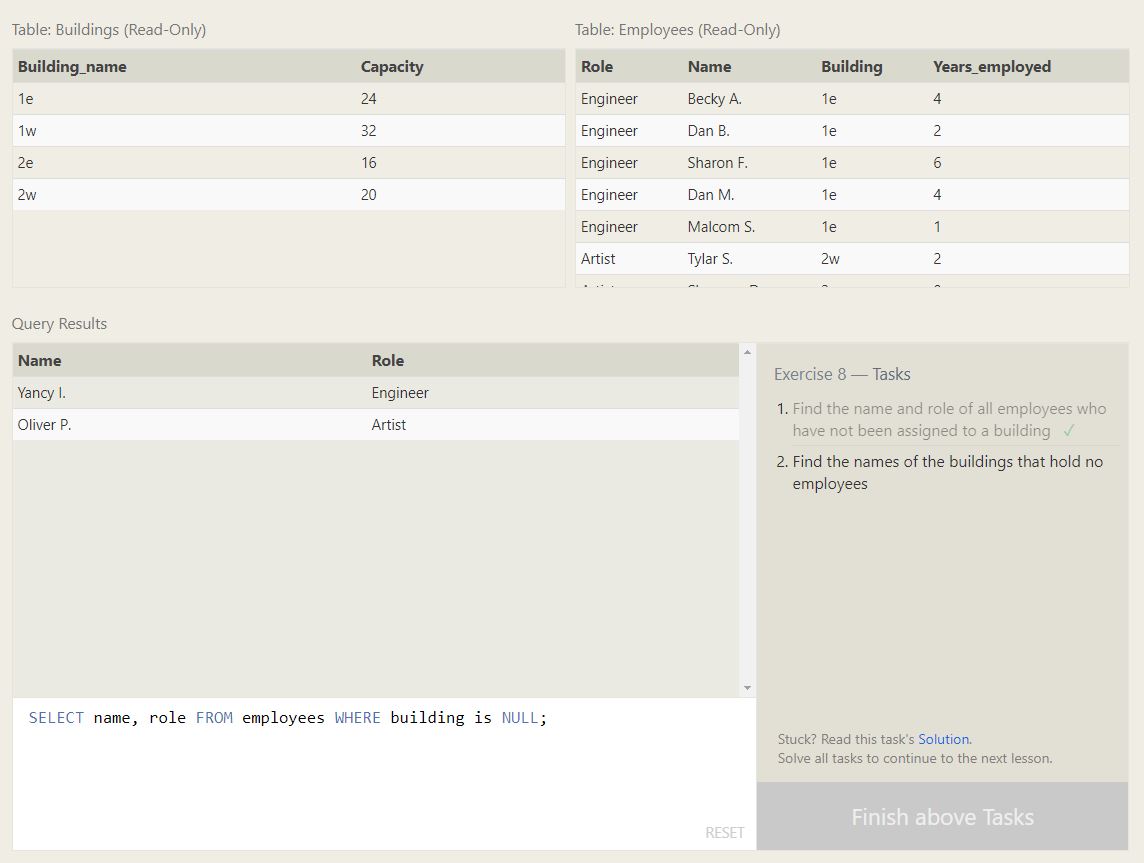 Table: Buildings (Read-Only)
Building_name Capacity
1e 24
1w 32
2e 16
2w 20
Table: Employees (Read-Only)
Role Name Building Years_employed
Engineer Becky A. 1e 4
Engineer Dan B. 1e 2
Engineer Sharon F. 1e 6
Engineer Dan M. 1e 4
Engineer Malcom S. 1e 1
Artist Tylar S. 2w 2
Query Results
Name Role
Yancy I. Engineer
Oliver P. Artist
SELECT name, role FROM employees WHERE building is NULL;
RESET
Exercise 8 — Tasks
1. Find the name and role of all employees who
have not been assigned to a building ✓
2. Find the names of the buildings that hold no
employees
Stuck? Read this task's Solution.
Solve all tasks to continue to the next lesson.
Finish above Tasks